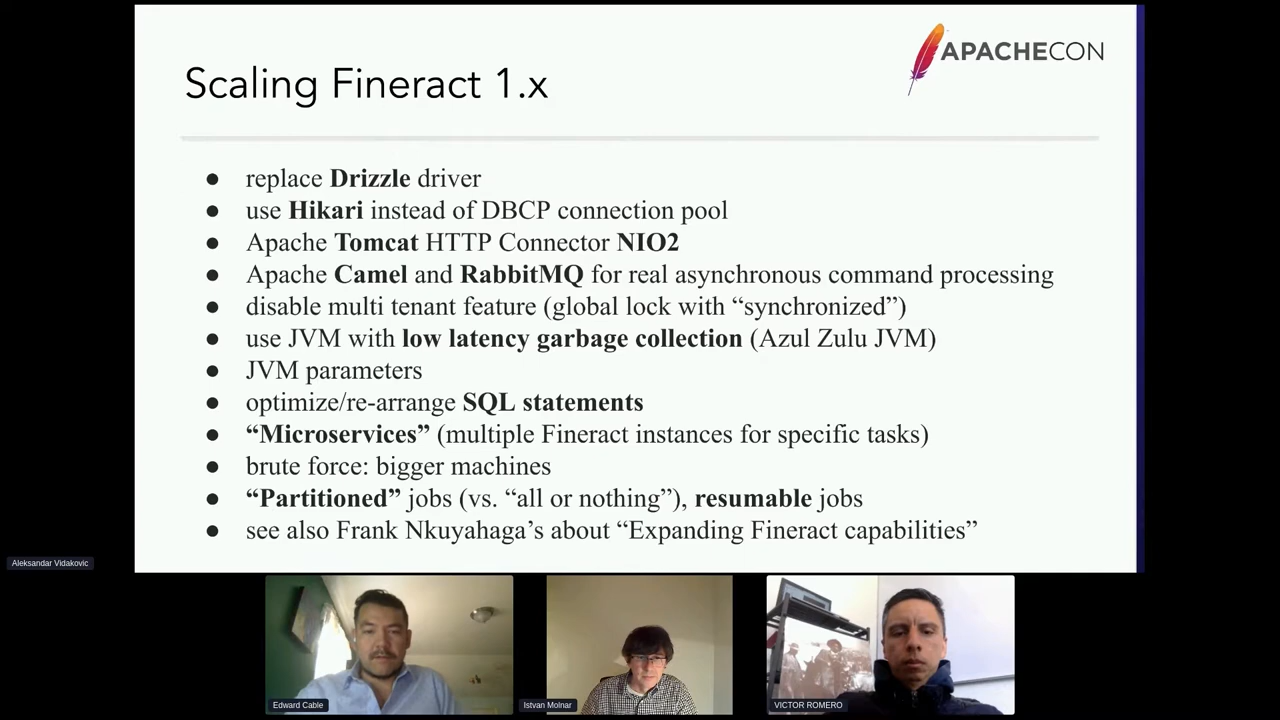 APACHECON
Scaling Fineract 1.x
● replace Drizzle driver
● use Hikari instead of DBCP connection pool
● Apache Tomcat HTTP Connector NIO2
● Apache Camel and RabbitMQ for real asynchronous command processing
● disable multi tenant feature (global lock with “synchronized”)
● use JVM with low latency garbage collection (Azul Zulu JVM)
● JVM parameters
● optimize/re-arrange SQL statements
● “Microservices” (multiple Fineract instances for specific tasks)
● brute force: bigger machines
● “Partitioned” jobs (vs. “all or nothing”), resumable jobs
● see also Frank Nkuyahaga’s about “Expanding Fineract capabilities”
Aleksandar Vidakovic
Edward Cable
Istvan Molnar
VICTOR ROMERO